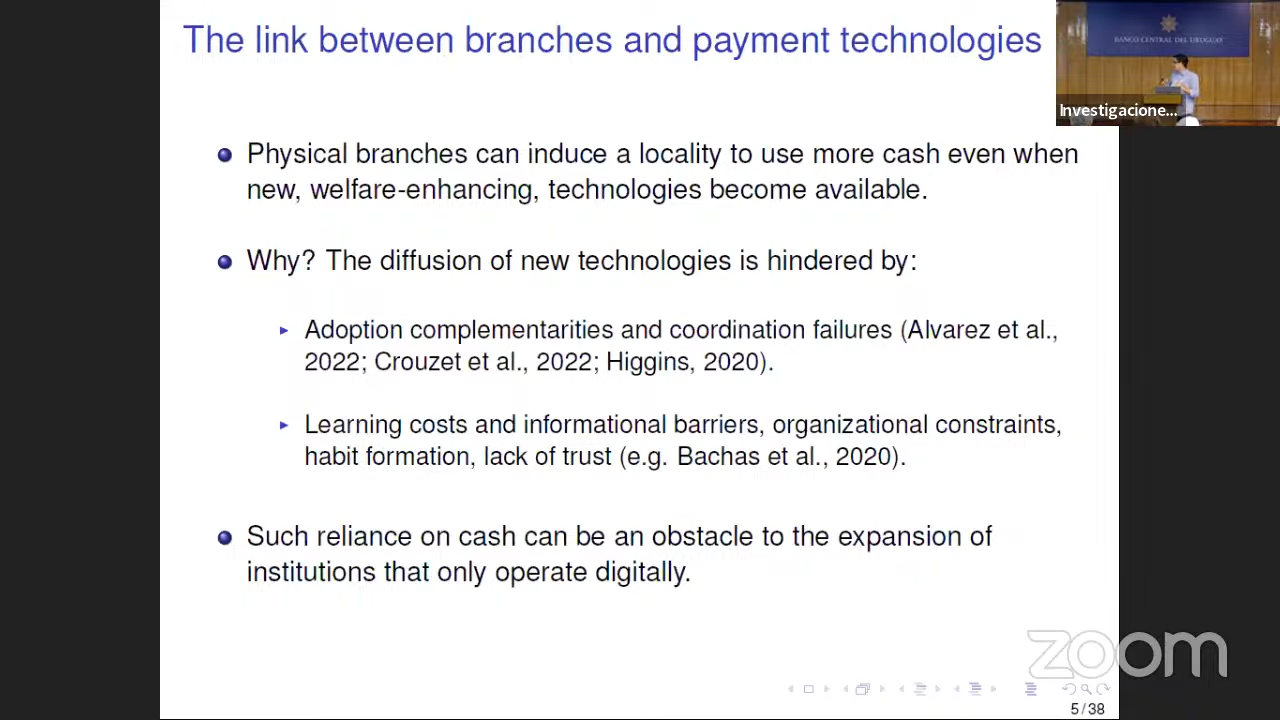 The link between branches and payment technologies
BANCO CENTRAL DEL URUGUAY
Investigacione...
Physical branches can induce a locality to use more cash even when
new, welfare-enhancing, technologies become available.
Why? The diffusion of new technologies is hindered by:
Adoption complementarities and coordination failures (Alvarez et al.,
2022; Crouzet et al., 2022; Higgins, 2020).
Learning costs and informational barriers, organizational constraints,
habit formation, lack of trust (e.g. Bachas et al., 2020).
Such reliance on cash can be an obstacle to the expansion of
institutions that only operate digitally.
zoom
5/38